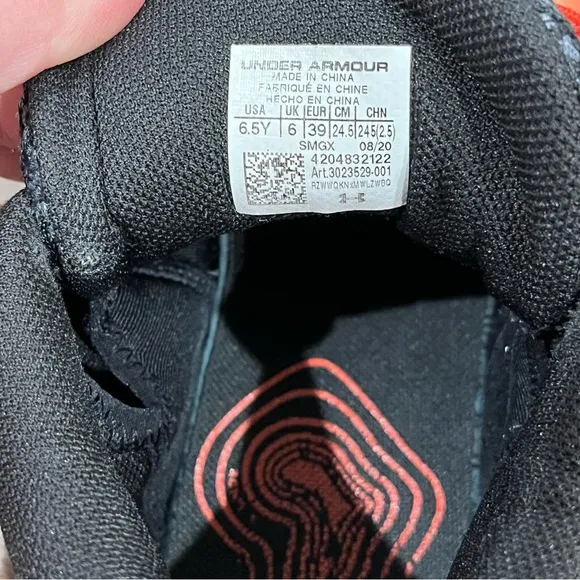 UNDER ARMOUR
MADE IN CHINA
FABRIQUÉ EN CHINE
HECHO EN CHINA
USA UK EUR CM CHN
6.5Y 6 39 24.5 245(2.5)
SMGX 08/20
4204832122
Art.3023529-001
RZWWQKNxMWLZWBQ